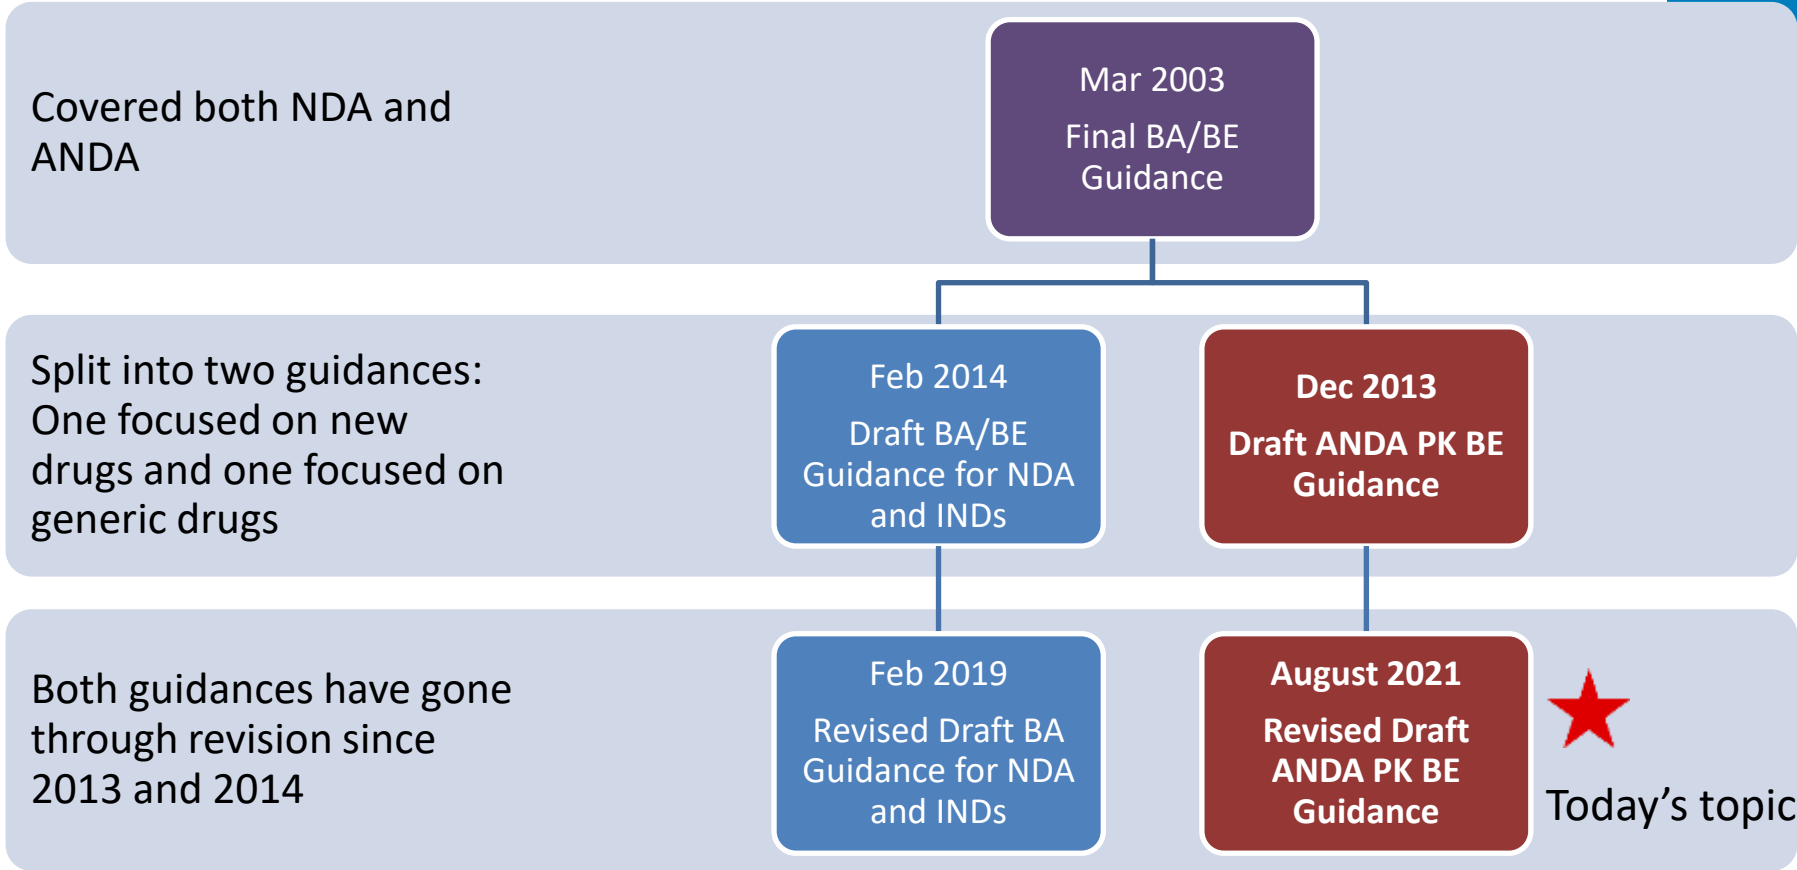 Covered both NDA and
ANDA
Mar 2003
Final BA/BE
Guidance
Split into two guidances:
One focused on new
drugs and one focused on
generic drugs
Feb 2014
Draft BA/BE
Guidance for NDA
and INDs
Dec 2013
Draft ANDA PK BE
Guidance
Both guidances have gone
through revision since
2013 and 2014
Feb 2019
Revised Draft BA
Guidance for NDA
and INDs
August 2021
Revised Draft
ANDA PK BE
Guidance
Today’s topic